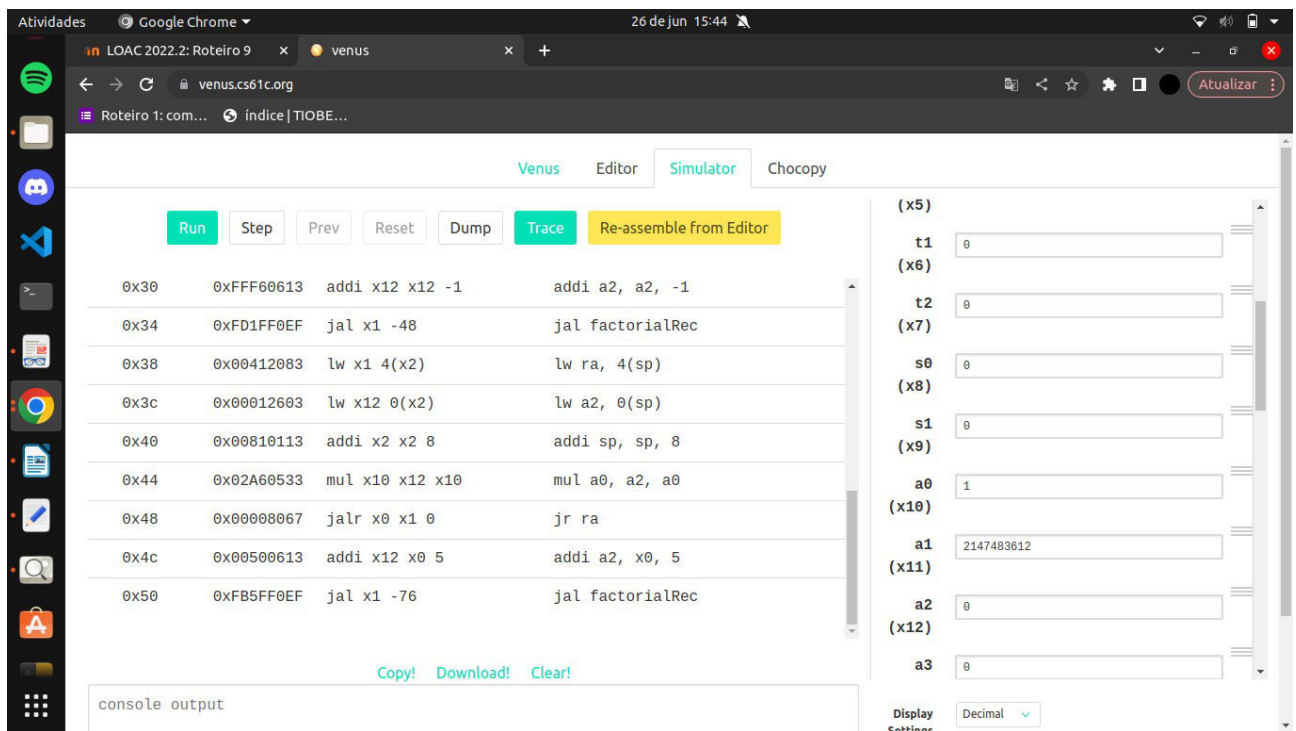 Atividades Google Chrome 26 de jun 15:44
LOAC 2022.2: Roteiro 9 venus
venus.cs61c.org Atualizar
Roteiro 1: com... índice | TIOBE...
Venus Editor Simulator Chocopy
Run Step Prev Reset Dump Trace Re-assemble from Editor
0x30 0xFFF60613 addi x12 x12 -1 addi a2, a2, -1
0x34 0xFD1FF0EF jal x1 -48 jal factorialRec
0x38 0x00412083 lw x1 4(x2) lw ra, 4(sp)
0x3c 0x00012603 lw x12 0(x2) lw a2, 0(sp)
0x40 0x00810113 addi x2 x2 8 addi sp, sp, 8
0x44 0x02A60533 mul x10 x12 x10 mul a0, a2, a0
0x48 0x00008067 jalr x0 x1 0 jr ra
0x4c 0x00500613 addi x12 x0 5 addi a2, x0, 5
0x50 0xFB5FF0EF jal x1 -76 jal factorialRec
Copy! Download! Clear!
console output
(x5)
t1 0
(x6)
t2 0
(x7)
s0 0
(x8)
s1 0
(x9)
a0 1
(x10)
a1 2147483612
(x11)
a2 0
(x12)
a3 0
Display Decimal
Settings